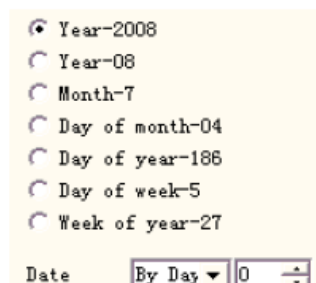 Year-2008
Year-08
Month-7
Day of month-04
Day of year-186
Day of week-5
Week of year-27
Date By Day 0